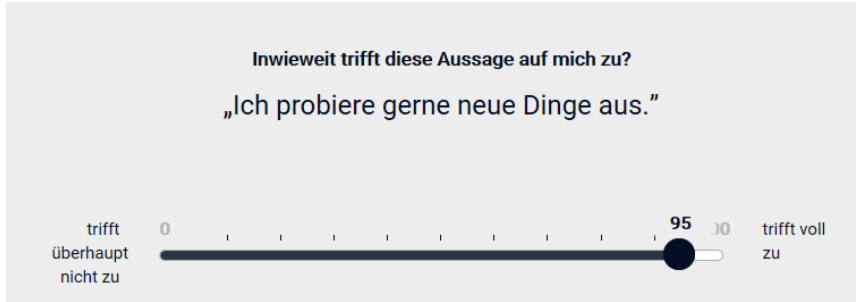 Inwieweit trifft diese Aussage auf mich zu?
„Ich probiere gerne neue Dinge aus.”
trifft überhaupt nicht zu
0
95
00
trifft voll zu